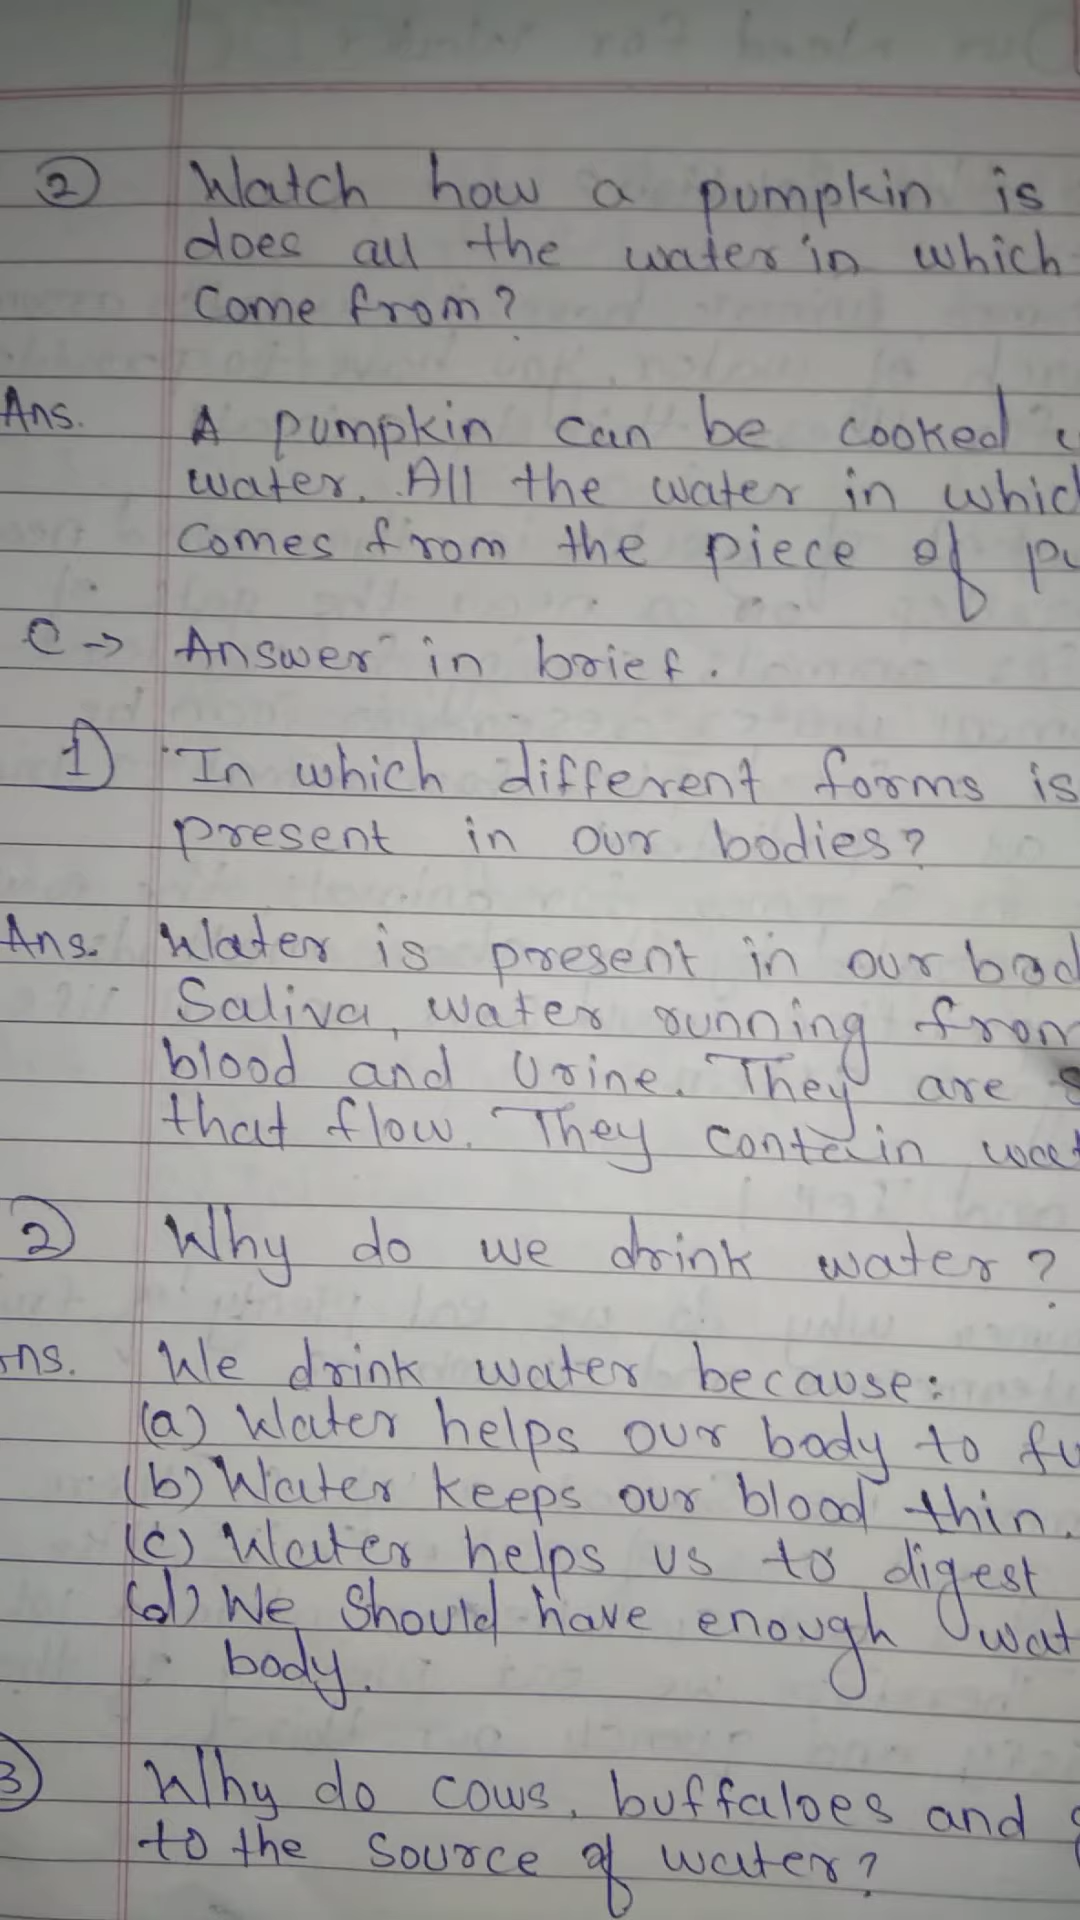 ② Watch how a pumpkin is
does all the water in which
come from?
Ans. A pumpkin can be cooked
water. All the water in whic
comes from the piece of pu
C → Answer in brief.
1) In which different forms is
present in our bodies?
Ans. Water is present in our bod
Saliva, water running from
blood and Urine. They are s
that flow. They contain wat
② Why do we drink water?
Ans. We drink water because:
(a) Water helps our body to fu
(b) Water keeps our blood thin.
(c) Water helps us to digest
(d) We should have enough wat
body.
③ Why do cows, buffaloes and g
to the source of water?